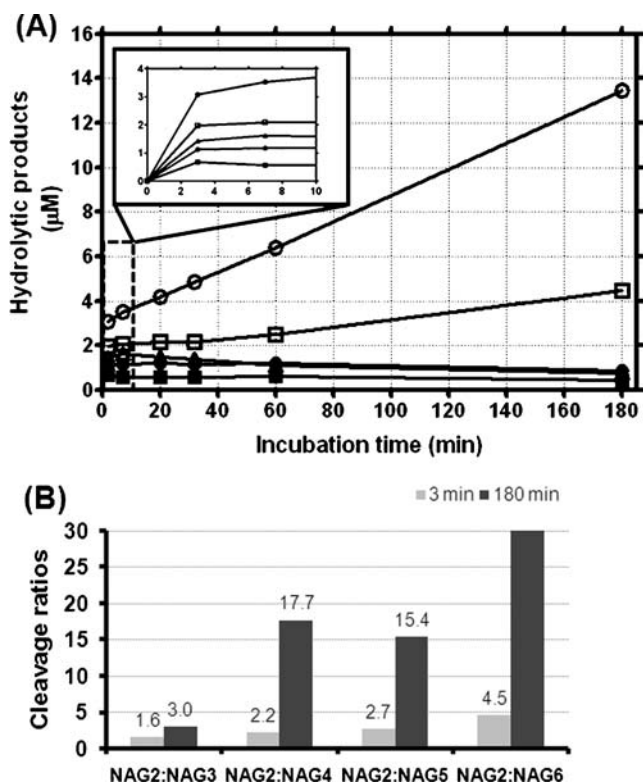 (A)
Hydrolytic products
(μM)
16
14
12
10
8
6
4
2
0
4
3
2
1
0
0 2 4 6 8 10
0 20 40 60 80 100 120 140 160 180
Incubation time (min)
(B)
3 min 180 min
Cleavage ratios
30
25
20
15
10
5
0
1.6 3.0 2.2 17.7 2.7 15.4 4.5
NAG2:NAG3 NAG2:NAG4 NAG2:NAG5 NAG2:NAG6